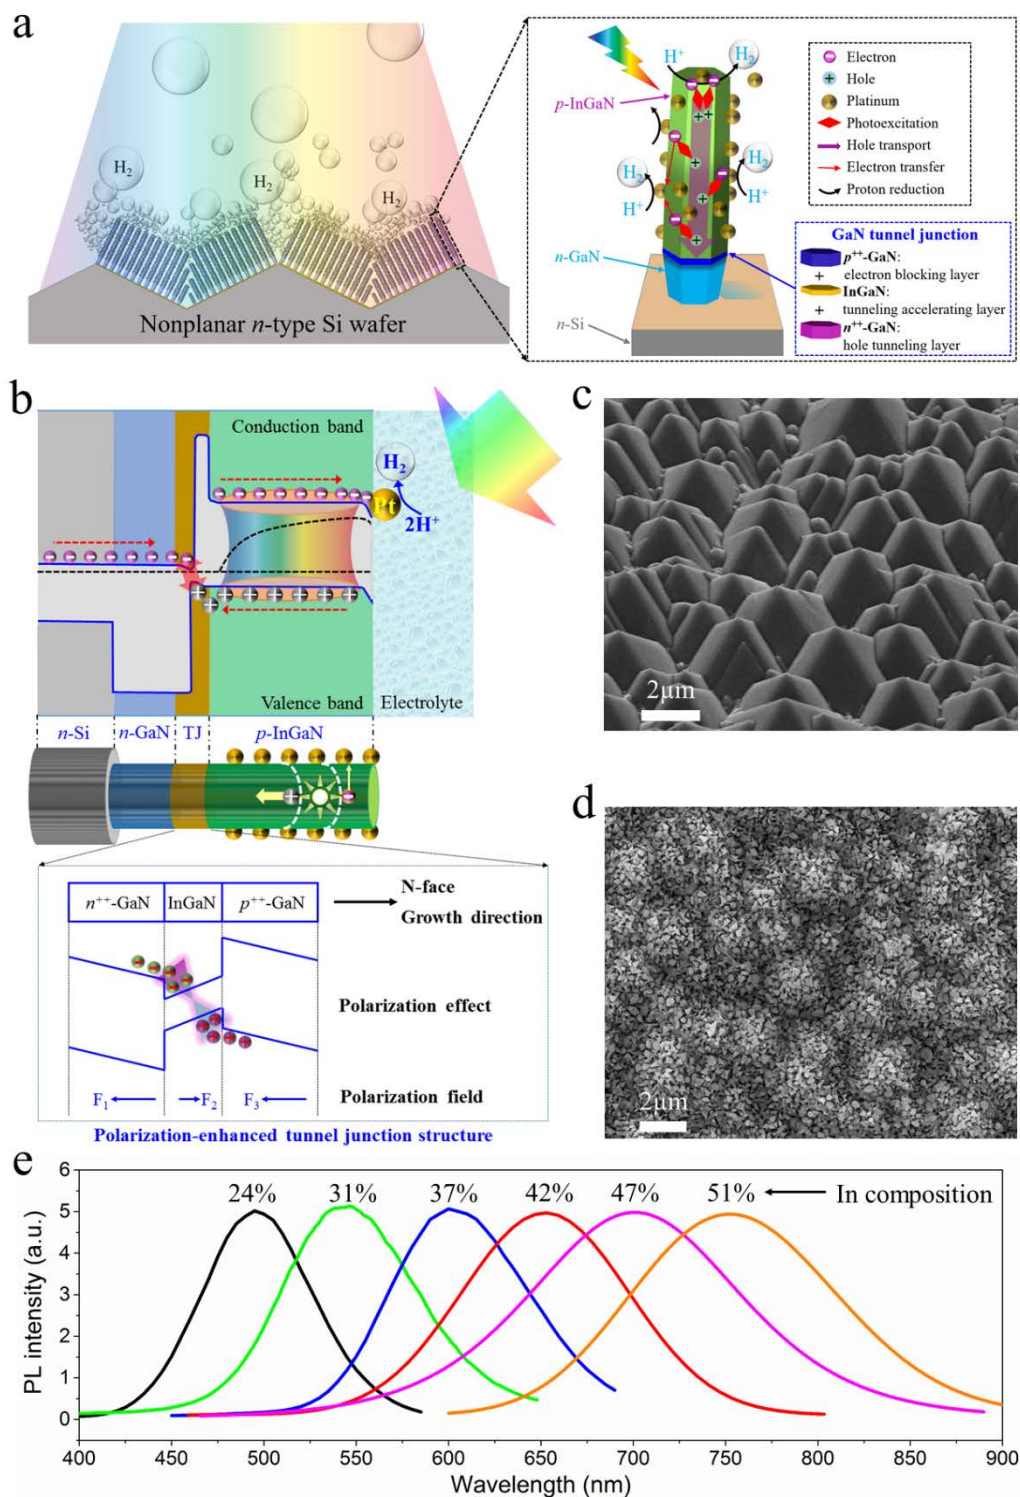 a
H₂
H₂
H₂
Nonplanar n-type Si wafer
H⁺
H₂
p-InGaN
H₂
H⁺
H₂
H⁺
n-GaN
n-Si
Electron
Hole
Platinum
Photoexcitation
Hole transport
Electron transfer
Proton reduction
GaN tunnel junction
p⁺⁺-GaN:
+ electron blocking layer
InGaN:
+ tunneling accelerating layer
n⁺⁺-GaN:
hole tunneling layer
b
Conduction band
H₂
Pt
2H⁺
Valence band
Electrolyte
n-Si
n-GaN
TJ
p-InGaN
n⁺⁺-GaN
InGaN
p⁺⁺-GaN
N-face
Growth direction
Polarization effect
F₁
F₂
F₃
Polarization field
Polarization-enhanced tunnel junction structure
c
2μm
d
2μm
e
PL intensity (a.u.)
6
5
4
3
2
1
0
24%
31%
37%
42%
47%
51%
In composition
400
450
500
550
600
650
700
750
800
850
900
Wavelength (nm)